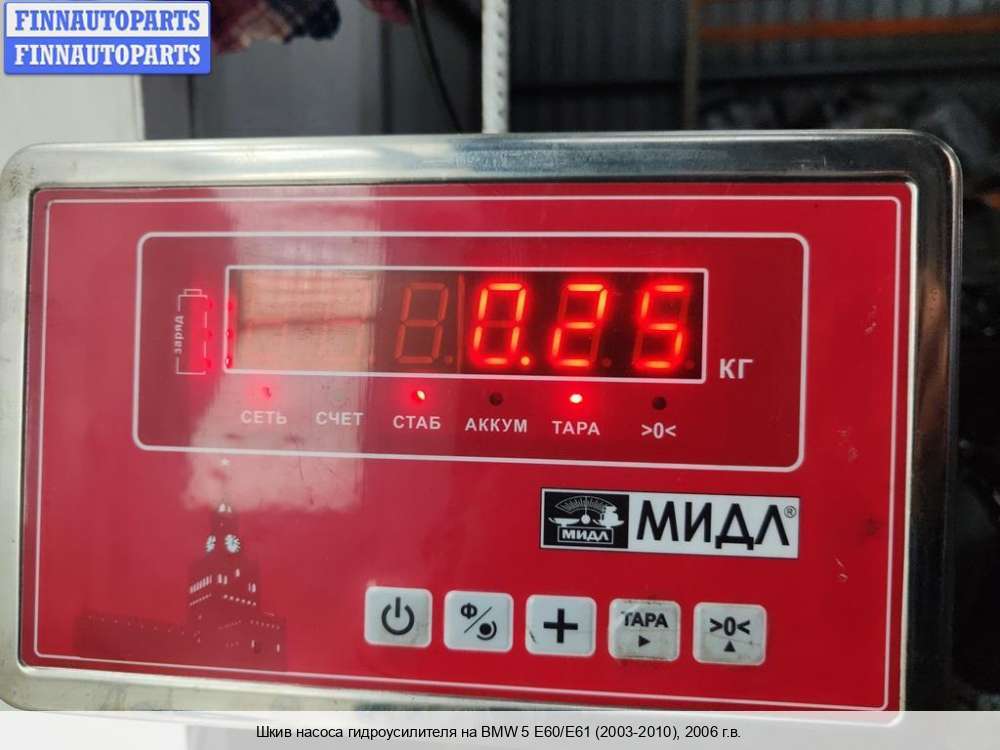 FINNAUTOPARTS
FINNAUTOPARTS
заряд
0.25
КГ
СЕТЬ СЧЕТ СТАБ АККУМ ТАРА >0<
МИДЛ МИДЛ®
Ф ТАРА >0<
Шкив насоса гидроусилителя на BMW 5 E60/E61 (2003-2010), 2006 г.в.